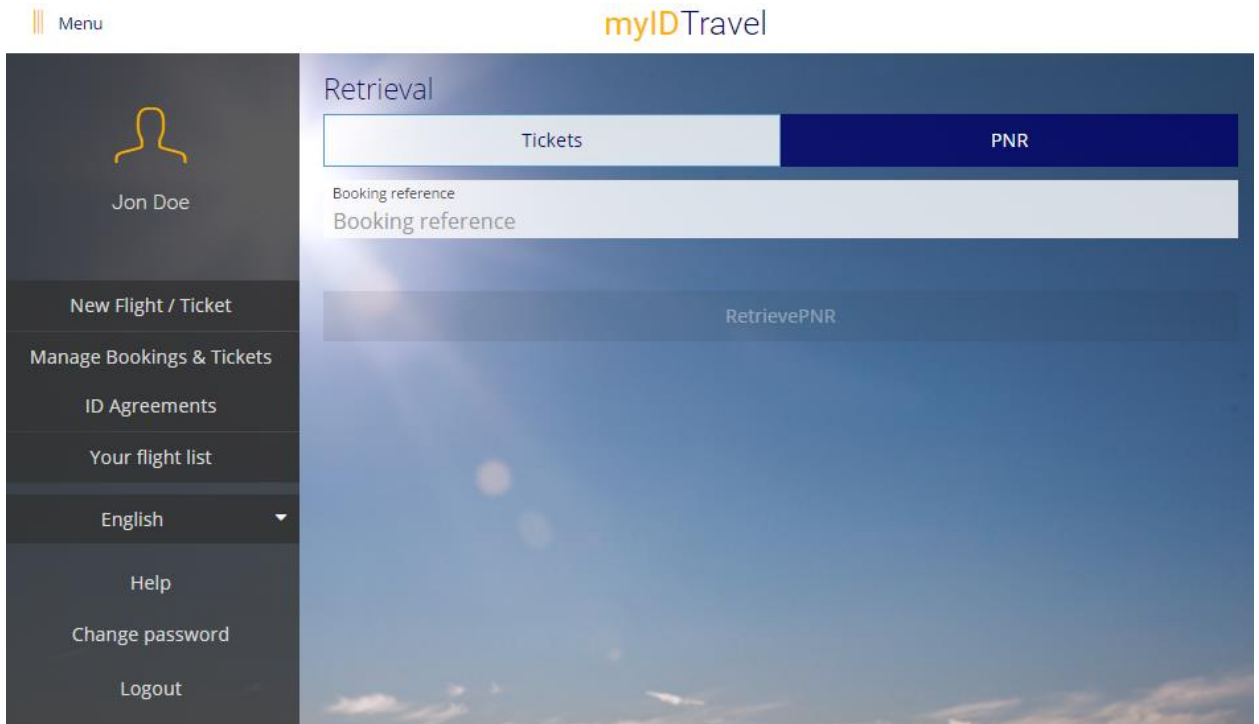 Menu
myIDTravel
Jon Doe
New Flight / Ticket
Manage Bookings & Tickets
ID Agreements
Your flight list
English
Help
Change password
Logout
Retrieval
Tickets
PNR
Booking reference
Booking reference
RetrievePNR